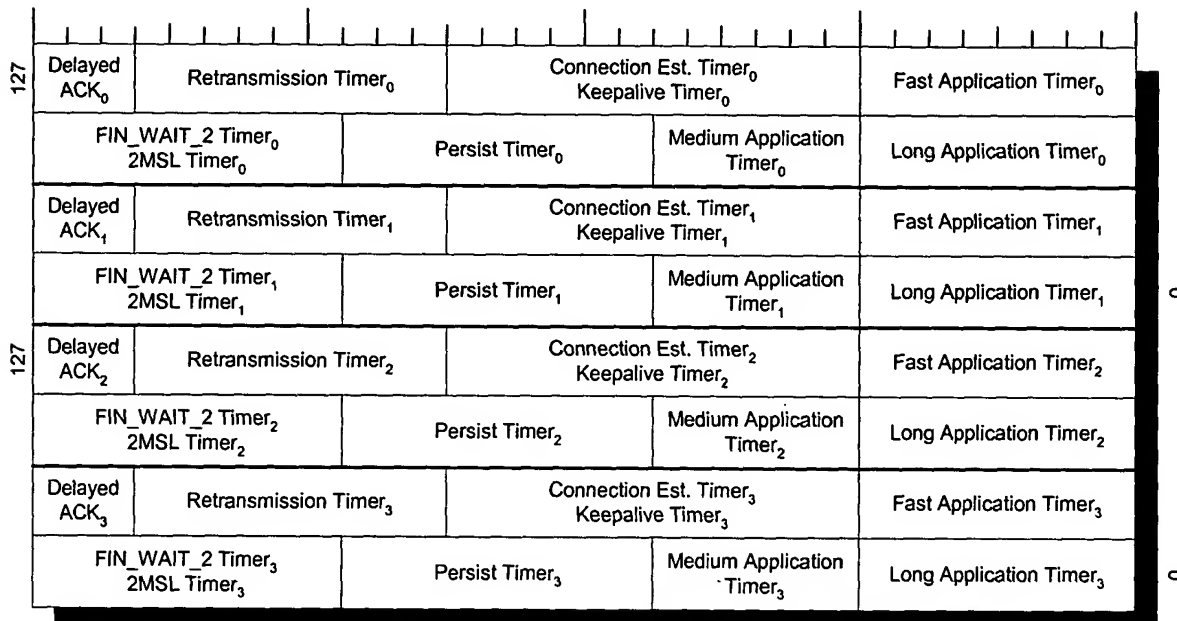 127
Delayed
ACK₀
Retransmission Timer₀
Connection Est. Timer₀
Keepalive Timer₀
Fast Application Timer₀
FIN_WAIT_2 Timer₀
2MSL Timer₀
Persist Timer₀
Medium Application
Timer₀
Long Application Timer₀
Delayed
ACK₁
Retransmission Timer₁
Connection Est. Timer₁
Keepalive Timer₁
Fast Application Timer₁
FIN_WAIT_2 Timer₁
2MSL Timer₁
Persist Timer₁
Medium Application
Timer₁
Long Application Timer₁
0
127
Delayed
ACK₂
Retransmission Timer₂
Connection Est. Timer₂
Keepalive Timer₂
Fast Application Timer₂
FIN_WAIT_2 Timer₂
2MSL Timer₂
Persist Timer₂
Medium Application
Timer₂
Long Application Timer₂
Delayed
ACK₃
Retransmission Timer₃
Connection Est. Timer₃
Keepalive Timer₃
Fast Application Timer₃
FIN_WAIT_2 Timer₃
2MSL Timer₃
Persist Timer₃
Medium Application
Timer₃
Long Application Timer₃
0